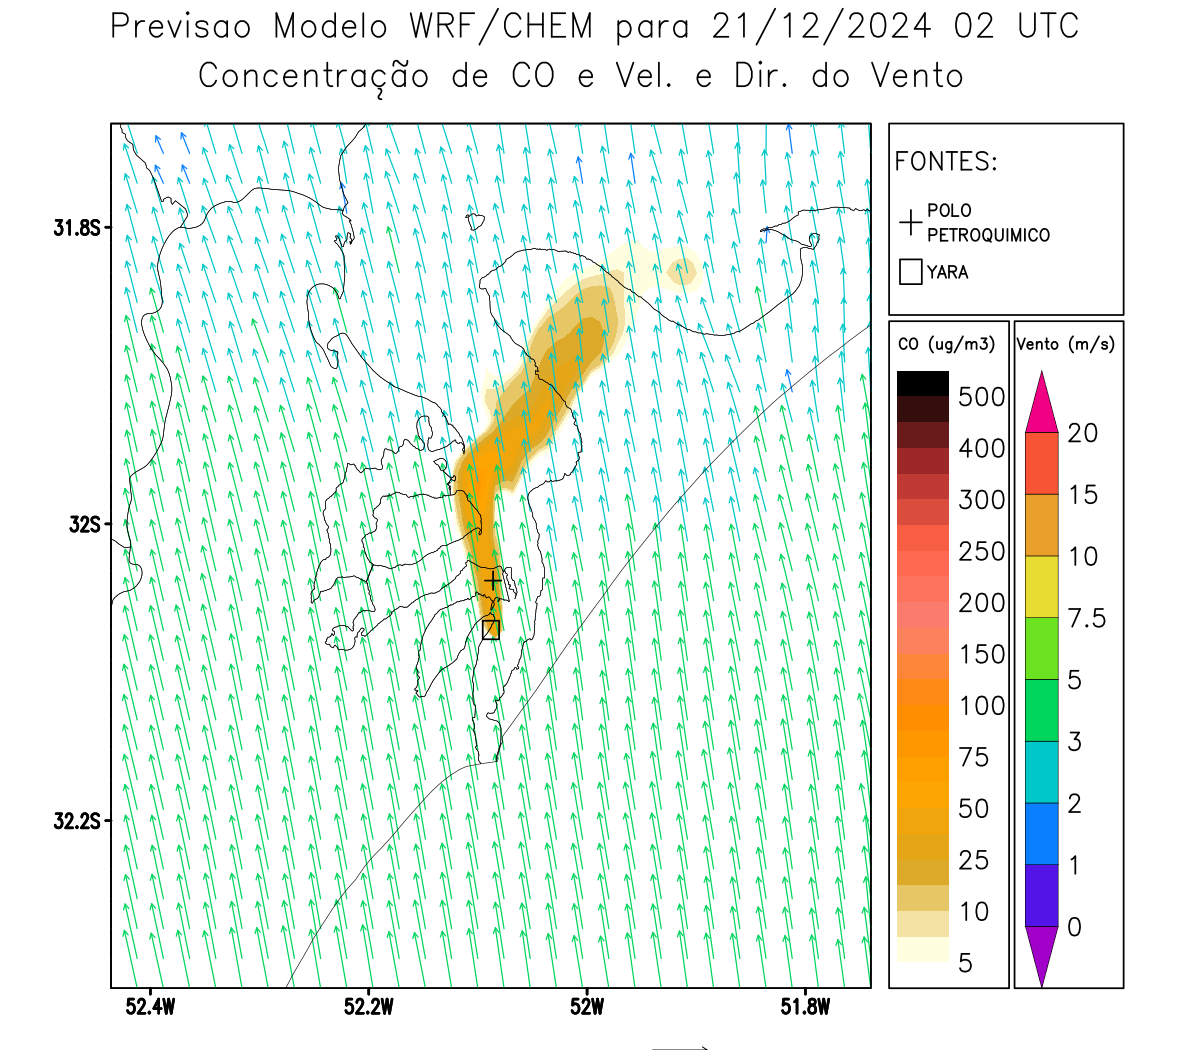 Previsao Modelo WRF/CHEM para 21/12/2024 02 UTC
Concentração de CO e Vel. e Dir. do Vento
FONTES:
POLO
PETROQUIMICO
YARA
CO (ug/m3)
500
400
300
250
200
150
100
75
50
25
10
5
Vento (m/s)
20
15
10
7.5
5
3
2
1
0
31.8S
32S
32.2S
52.4W
52.2W
52W
51.8W